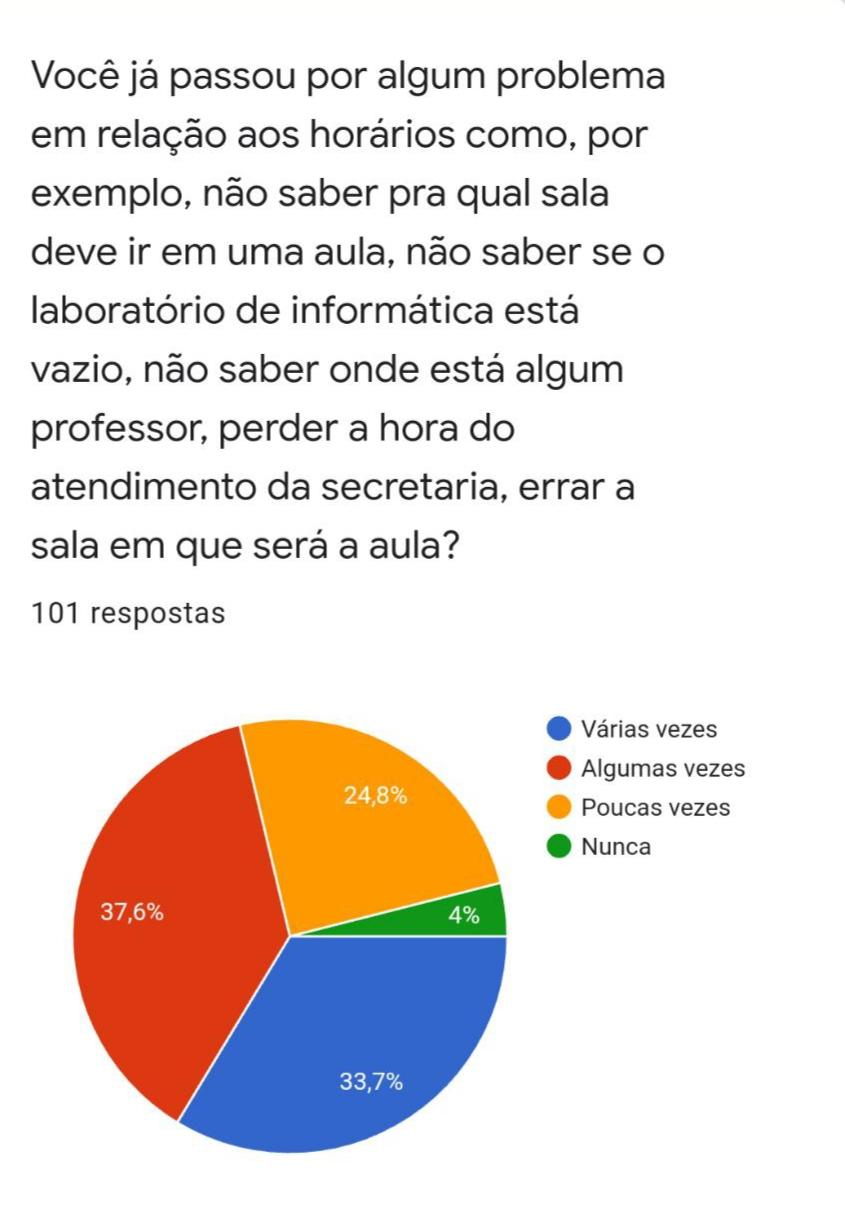 Você já passou por algum problema
em relação aos horários como, por
exemplo, não saber pra qual sala
deve ir em uma aula, não saber se o
laboratório de informática está
vazio, não saber onde está algum
professor, perder a hora do
atendimento da secretaria, errar a
sala em que será a aula?
101 respostas
Várias vezes
Algumas vezes
Poucas vezes
Nunca
24,8%
37,6%
4%
33,7%